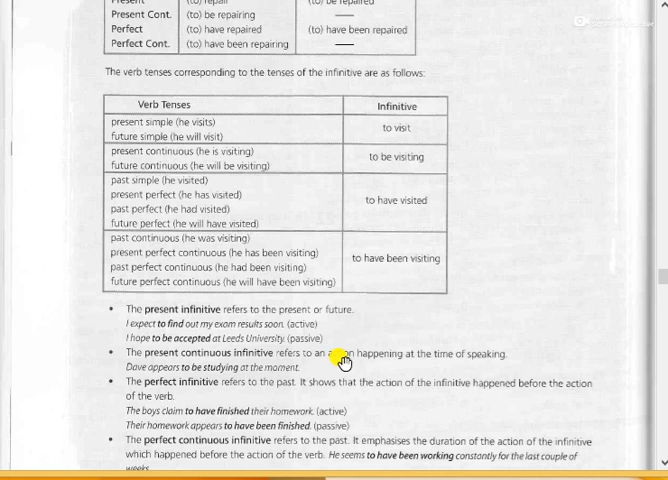 Present (to) repair (to) be repaired
Present Cont. (to) be repairing —
Perfect (to) have repaired (to) have been repaired
Perfect Cont. (to) have been repairing —
The verb tenses corresponding to the tenses of the infinitive are as follows:
Verb Tenses Infinitive
present simple (he visits)
future simple (he will visit)
to visit
present continuous (he is visiting)
future continuous (he will be visiting)
to be visiting
past simple (he visited)
present perfect (he has visited)
past perfect (he had visited)
future perfect (he will have visited)
to have visited
past continuous (he was visiting)
present perfect continuous (he has been visiting)
past perfect continuous (he had been visiting)
future perfect continuous (he will have been visiting)
to have been visiting
• The present infinitive refers to the present or future.
I expect to find out my exam results soon. (active)
I hope to be accepted at Leeds University. (passive)
• The present continuous infinitive refers to an action happening at the time of speaking.
Dave appears to be studying at the moment.
• The perfect infinitive refers to the past. It shows that the action of the infinitive happened before the action
of the verb.
The boys claim to have finished their homework. (active)
Their homework appears to have been finished. (passive)
• The perfect continuous infinitive refers to the past. It emphasises the duration of the action of the infinitive
which happened before the action of the verb. He seems to have been working constantly for the last couple of
weeks.